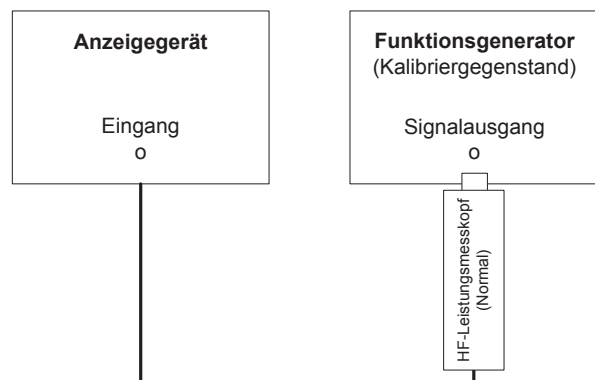 Anzeigegerät
Eingang
o
Funktionsgenerator
(Kalibriergegenstand)
Signalausgang
o
HF-Leistungsmesskopf
(Normal)